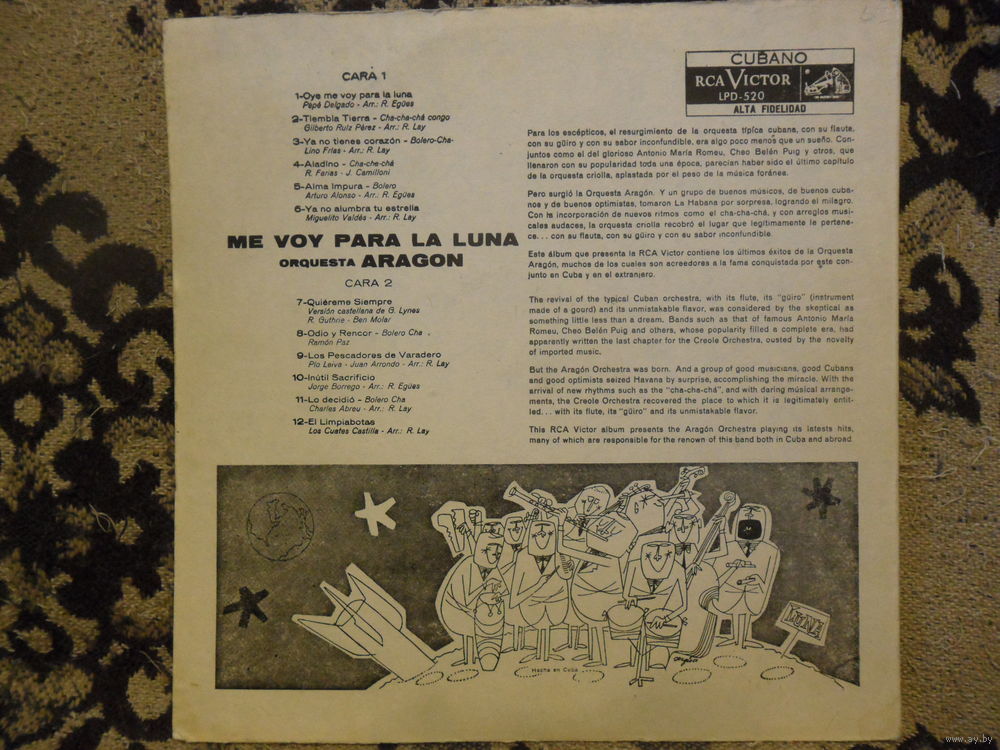 CARA 1
1-Oye me voy para la luna
Pepé Delgado - Arr.: R. Egües
2-Tiembla Tierra - Cha-cha-chá congo
Gilberto Ruiz Pérez - Arr.: R. Lay
3-Ya no tienes corazón - Bolero-Cha-
Lino Frías - Arr.: R. Lay
4-Aladino - Cha-che-chá
R. Farias - J. Camilloni
5-Alma Impura - Bolero
Arturo Alonso - Arr.: R. Egües
6-Ya no alumbra tu estrella
Miguelito Valdés - Arr.: R. Lay
ME VOY PARA LA LUNA
ORQUESTA ARAGON
CARA 2
7-Quiéreme Siempre
Versión castellana de G. Lynes
R. Guthrie - Ben Molar
8-Odio y Rencor - Bolero Cha
Ramón Paz
9-Los Pescadores de Varadero
Pío Leiva - Juan Arrondo - Arr.: R. Lay
10-Inútil Sacrificio
Jorge Borrego - Arr.: R. Egües
11-Lo decidió - Bolero Cha
Charles Abreu - Arr.: R. Lay
12-El Limpiabotas
Los Cuates Castilla - Arr.: R. Lay
CUBANO
RCA VICTOR
LPD-520
ALTA FIDELIDAD
Para los escépticos, el resurgimiento de la orquesta típica cubana, con su flauta,
con su güiro y con su sabor inconfundible, era algo poco menos que un sueño. Con-
juntos como el del glorioso Antonio María Romeu, Cheo Belén Puig y otros, que
llenaron con su popularidad toda una época, parecían haber sido el último capítulo
de la orquesta criolla, aplastada por el peso de la música foránea.
Pero surgió la Orquesta Aragón. Y un grupo de buenos músicos, de buenos cuba-
nos y de buenos optimistas, tomaron La Habana por sorpresa, logrando el milagro.
Con la incorporación de nuevos ritmos como el cha-cha-chá, y con arreglos musi-
cales audaces, la orquesta criolla recobró el lugar que legítimamente le pertene-
ce... con su flauta, con su güiro y con su sabor inconfundible.
Este álbum que presenta la RCA Victor contiene los últimos éxitos de la Orquesta
Aragón, muchos de los cuales son acreedores a la fama conquistada por este con-
junto en Cuba y en el extranjero.
The revival of the typical Cuban orchestra, with its flute, its "güiro" (instrument
made of a gourd) and its unmistakable flavor, was considered by the skeptical as
something little less than a dream. Bands such as that of famous Antonio María
Romeu, Cheo Belén Puig and others, whose popularity filled a complete era, had
apparently written the last chapter for the Creole Orchestra, ousted by the novelty
of imported music.
But the Aragón Orchestra was born. And a group of good musicians, good Cubans
and good optimists seized Havana by surprise, accomplishing the miracle. With the
arrival of new rhythms such as the "cha-cha-chá", and with daring músical arrange-
ments, the Creole Orchestra recovered the place to which it is legitimately entit-
led... with its flute, its "güro" and its unmistakable flavor.
This RCA Victor album presents the Aragón Orchestra playing its latests hits,
many of which are responsible for the renown of this band both in Cuba and abroad
LUNA
Hecho en Cuba
www.ay.by